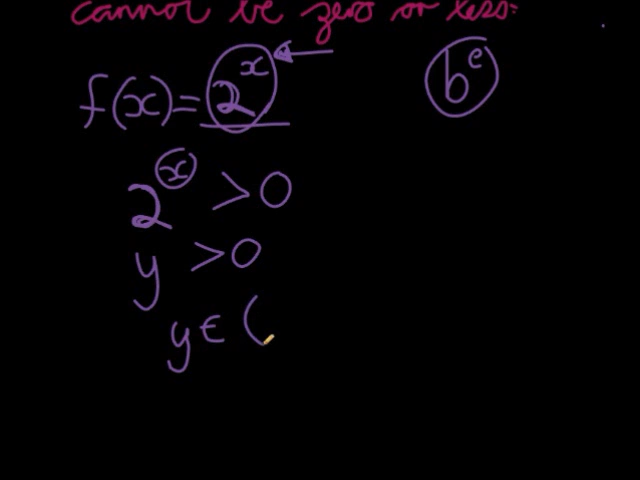 cannot be zero or less:
f(x) = 2^x b^e
2^x > 0
y > 0
y ∈ (